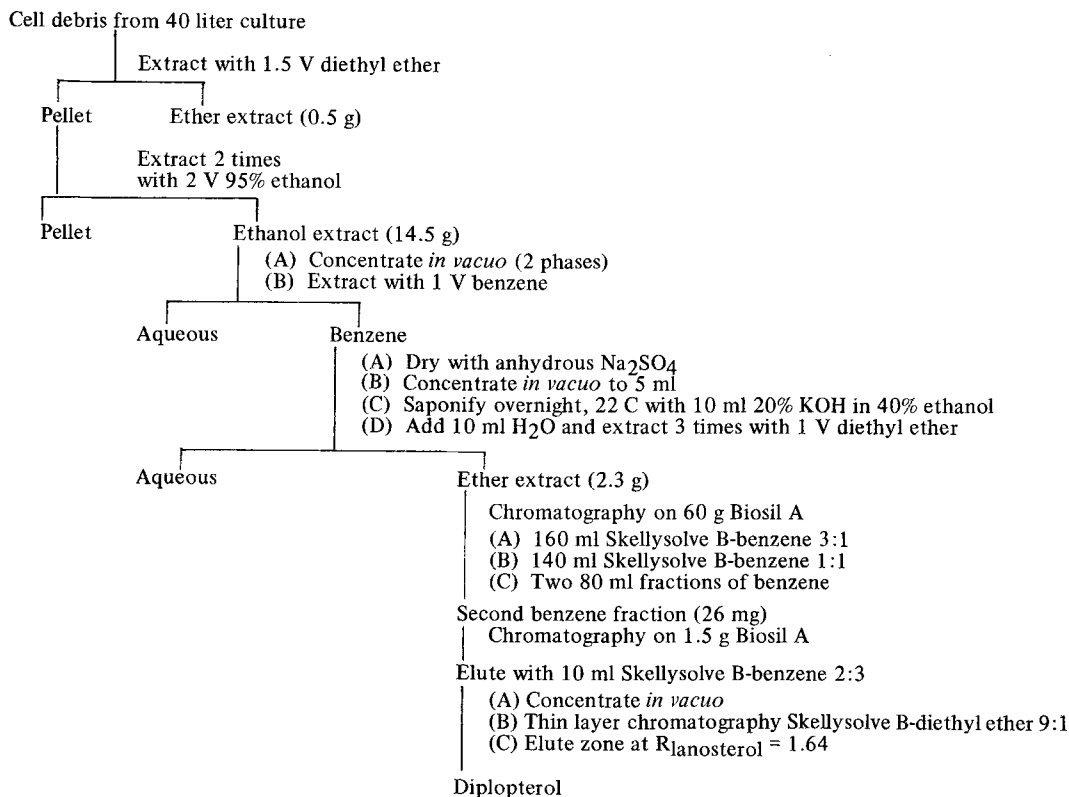 Cell debris from 40 liter culture
Extract with 1.5 V diethyl ether
Pellet Ether extract (0.5 g)
Extract 2 times
with 2 V 95% ethanol
Pellet Ethanol extract (14.5 g)
(A) Concentrate in vacuo (2 phases)
(B) Extract with 1 V benzene
Aqueous Benzene
(A) Dry with anhydrous Na2SO4
(B) Concentrate in vacuo to 5 ml
(C) Saponify overnight, 22 C with 10 ml 20% KOH in 40% ethanol
(D) Add 10 ml H2O and extract 3 times with 1 V diethyl ether
Aqueous Ether extract (2.3 g)
Chromatography on 60 g Biosil A
(A) 160 ml Skellysolve B-benzene 3:1
(B) 140 ml Skellysolve B-benzene 1:1
(C) Two 80 ml fractions of benzene
Second benzene fraction (26 mg)
Chromatography on 1.5 g Biosil A
Elute with 10 ml Skellysolve B-benzene 2:3
(A) Concentrate in vacuo
(B) Thin layer chromatography Skellysolve B-diethyl ether 9:1
(C) Elute zone at Rlanosterol = 1.64
Diplopterol